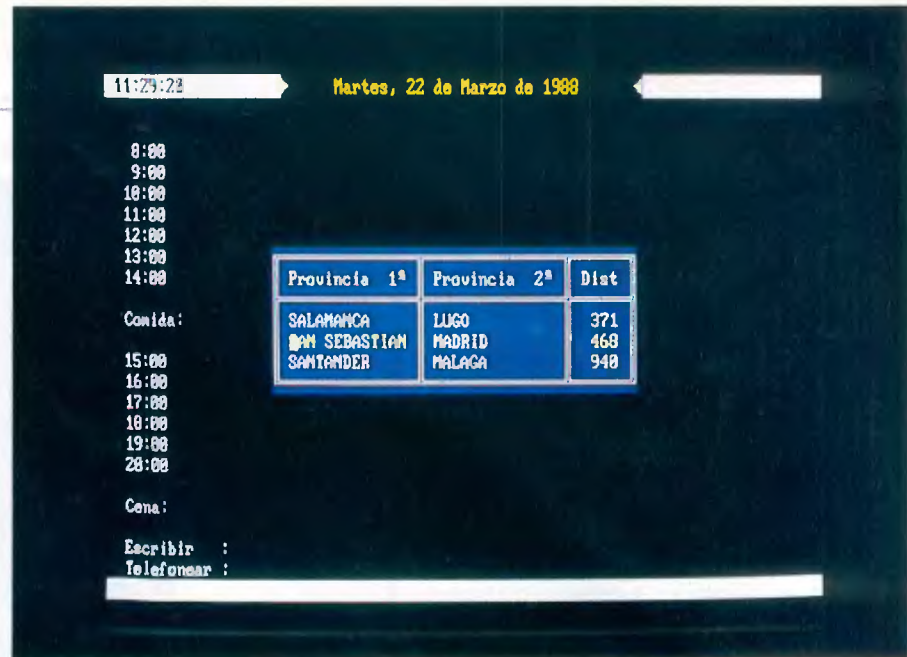 11:29:28
Martes, 22 de Marzo de 1988
8:00
9:00
10:00
11:00
12:00
13:00
14:00
Comida:
15:00
16:00
17:00
18:00
19:00
20:00
Cena:
Escribir :
Telefonear :
Provincia 1ª Provincia 2ª Dist
SALAMANCA LUGO 371
SAN SEBASTIAN MADRID 468
SANTANDER MALAGA 940